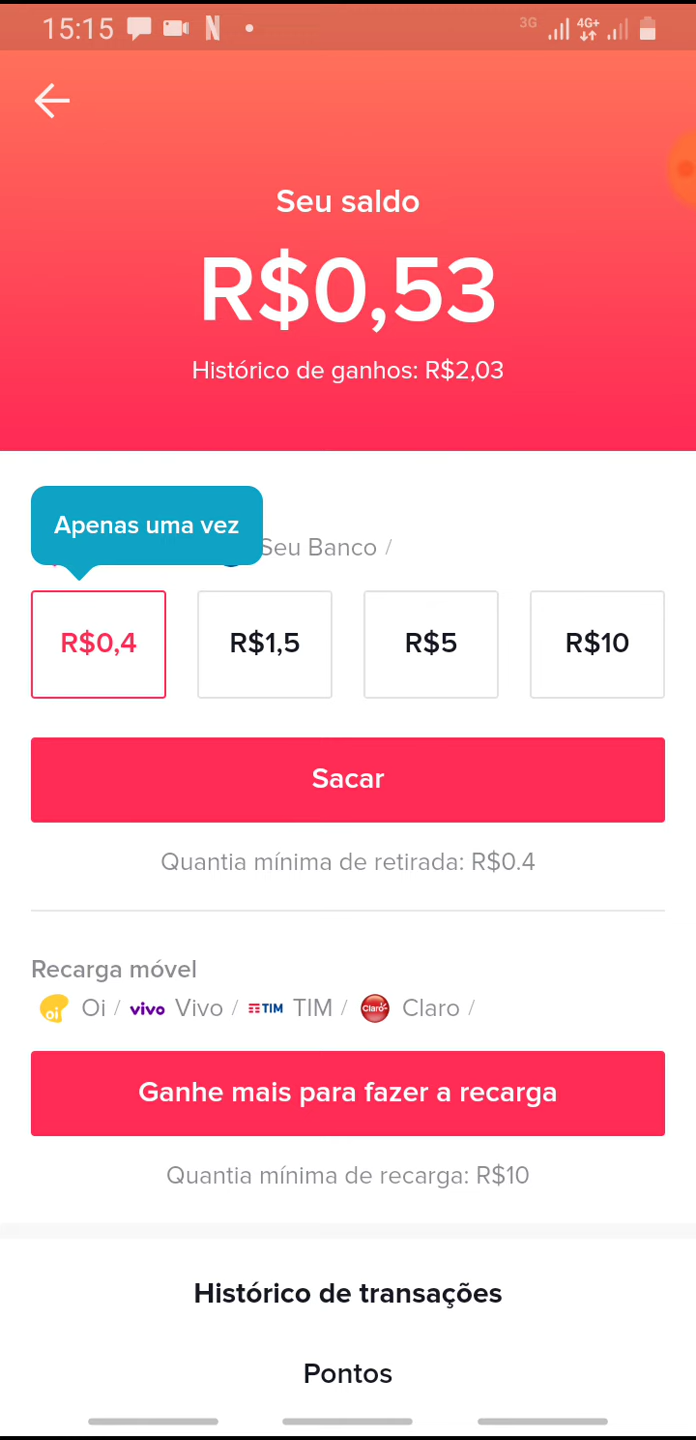 15:15 N 3G 4G+
Seu saldo
R$0,53
Histórico de ganhos: R$2,03
Apenas uma vez
Seu Banco /
R$0,4 R$1,5 R$5 R$10
Sacar
Quantia mínima de retirada: R$0.4
Recarga móvel
oi Oi / vivo Vivo / TIM TIM / Claro Claro /
Ganhe mais para fazer a recarga
Quantia mínima de recarga: R$10
Histórico de transações
Pontos